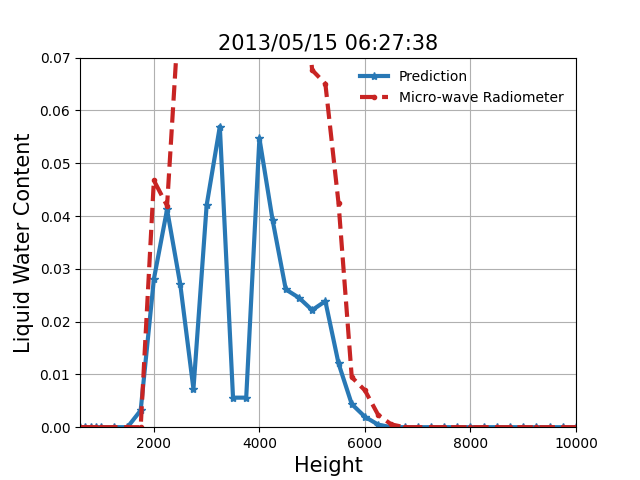 2013/05/15 06:27:38
0.07
0.06
0.05
0.04
0.03
0.02
0.01
0.00
Liquid Water Content
Prediction
Micro-wave Radiometer
2000 4000 6000 8000 10000
Height